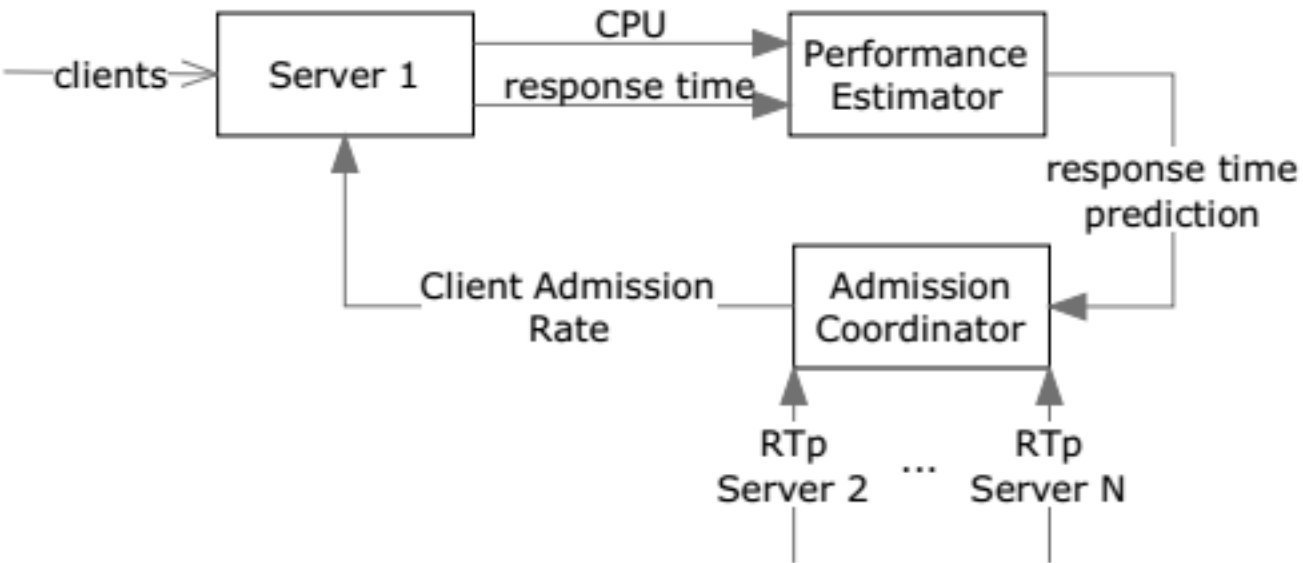 CPU
clients
Server 1
response time
Performance
Estimator
response time
prediction
Client Admission
Rate
Admission
Coordinator
RTp
Server 2
...
RTp
Server N